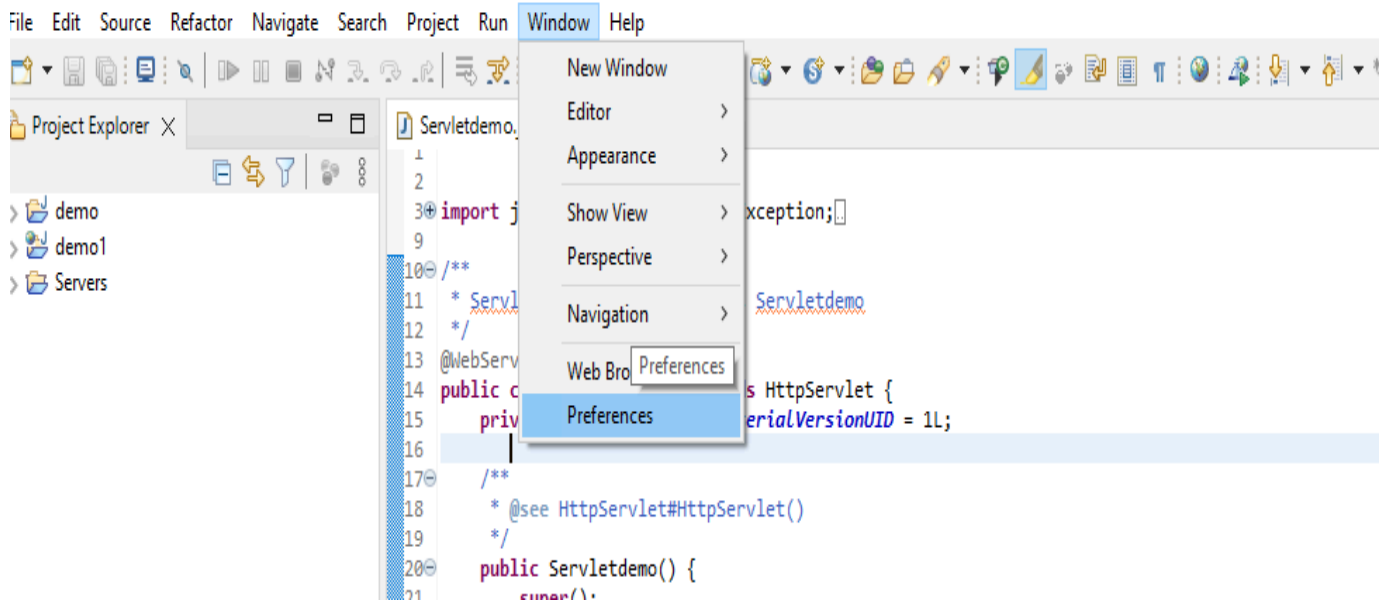 File Edit Source Refactor Navigate Search Project Run Window Help
New Window
Editor
Appearance
Show View
Perspective
Navigation
Web Bro
Preferences
Preferences
Project Explorer
demo
demo1
Servers
Servletdemo.
1
2
3 import j xception;
9
10 /**
11 * Servl Servletdemo
12 */
13 @WebServ
14 public c s HttpServlet {
15 priv erialVersionUID = 1L;
16
17 /**
18 * @see HttpServlet#HttpServlet()
19 */
20 public Servletdemo() {
21 super();